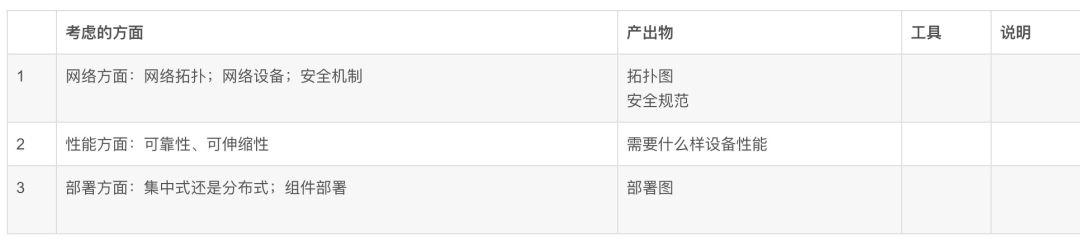 考虑的方面 产出物 工具 说明
1 网络方面：网络拓扑；网络设备；安全机制 拓扑图
安全规范
2 性能方面：可靠性、可伸缩性 需要什么样设备性能
3 部署方面：集中式还是分布式；组件部署 部署图